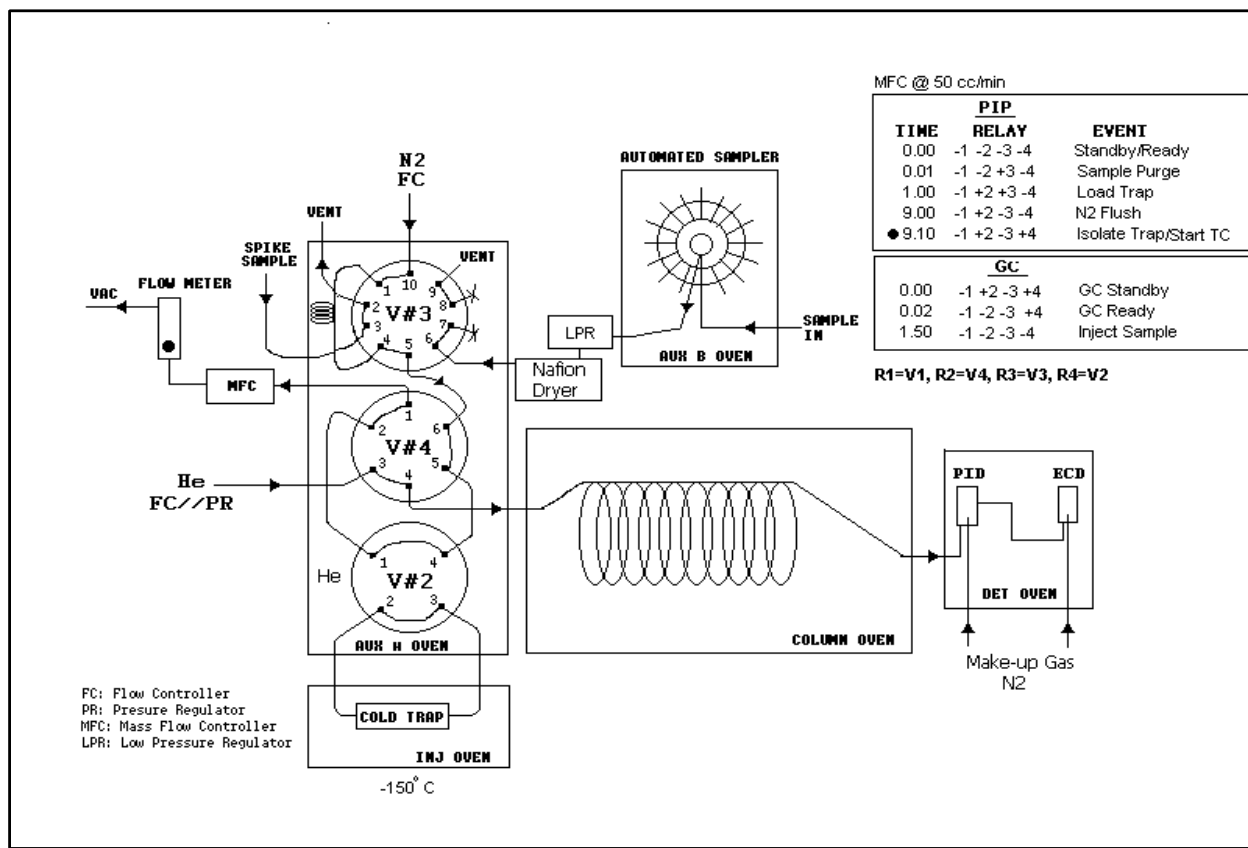 MFC @ 50 cc/min
PIP
TIME RELAY EVENT
0.00 -1 -2 -3 -4 Standby/Ready
0.01 -1 -2 +3 -4 Sample Purge
1.00 -1 +2 +3 -4 Load Trap
9.00 -1 +2 -3 -4 N2 Flush
● 9.10 -1 +2 -3 +4 Isolate Trap/Start TC
GC
0.00 -1 +2 -3 +4 GC Standby
0.02 -1 -2 -3 +4 GC Ready
1.50 -1 -2 -3 -4 Inject Sample
R1=V1, R2=V4, R3=V3, R4=V2
N2
FC
AUTOMATED SAMPLER
VENT
SPIKE
SAMPLE
VENT
FLOW METER
VAC
1
10
9
2
8
V#3
3
7
4
5
6
LPR
SAMPLE
IN
AUX B OVEN
Nafion
Dryer
MFC
1
2
6
V#4
3
5
4
He
FC//PR
PID
ECD
1
4
He
V#2
2
3
DET OVEN
AUX A OVEN
COLUMN OVEN
Make-up Gas
N2
FC: Flow Controller
PR: Presure Regulator
MFC: Mass Flow Controller
LPR: Low Pressure Regulator
COLD TRAP
INJ OVEN
-150° C